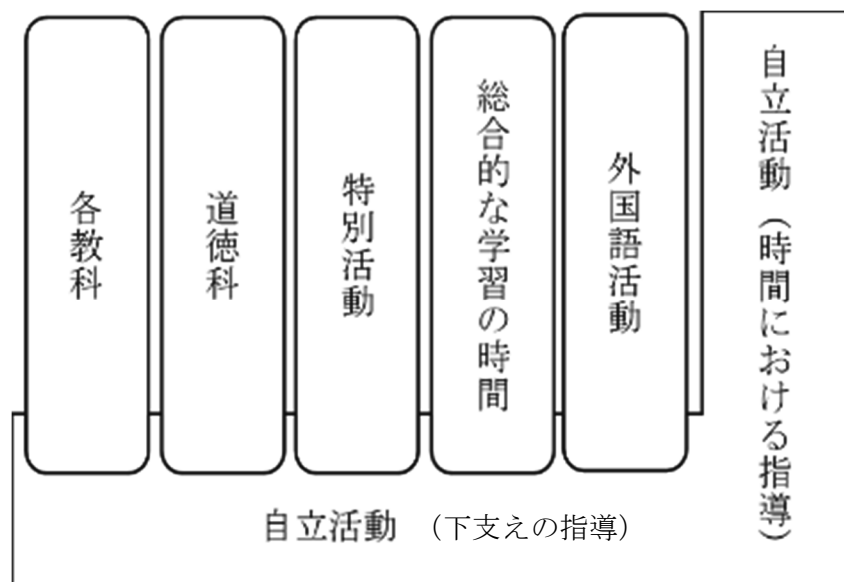 各教科
道徳科
特別活動
総合的な学習の時間
外国語活動
自立活動（時間における指導）
自立活動（下支えの指導）